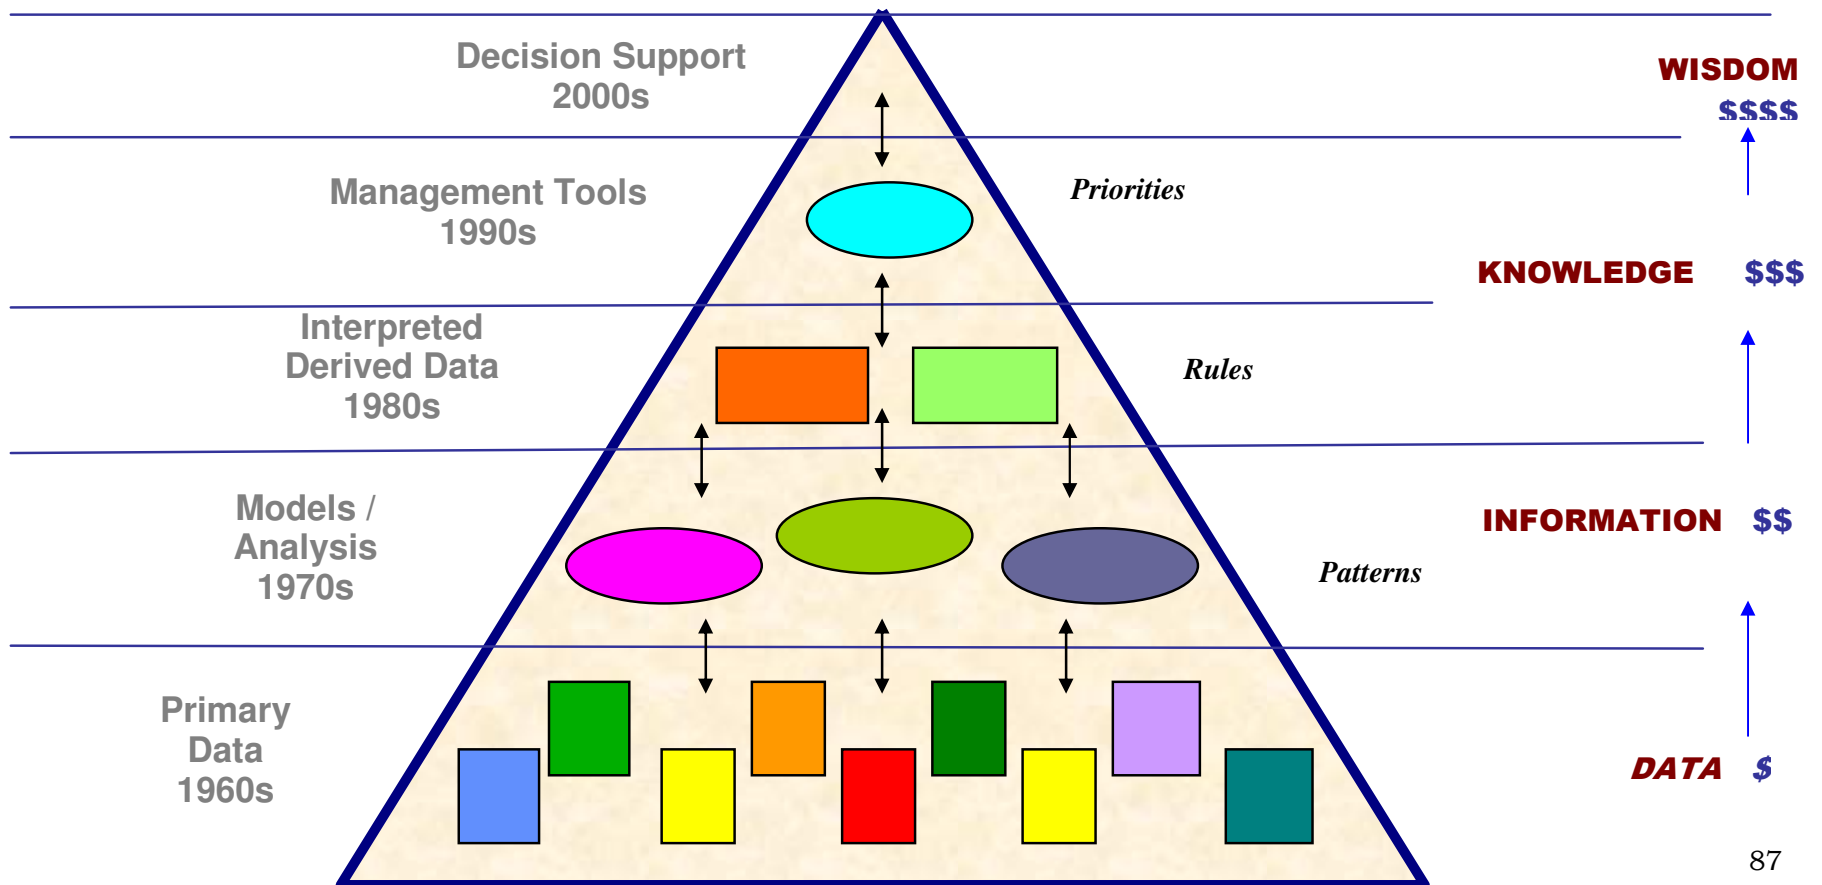 Decision Support
2000s
WISDOM
$$$$
Management Tools
1990s
Priorities
KNOWLEDGE $$$
Interpreted
Derived Data
1980s
Rules
Models /
Analysis
1970s
INFORMATION $$
Patterns
Primary
Data
1960s
DATA $
87